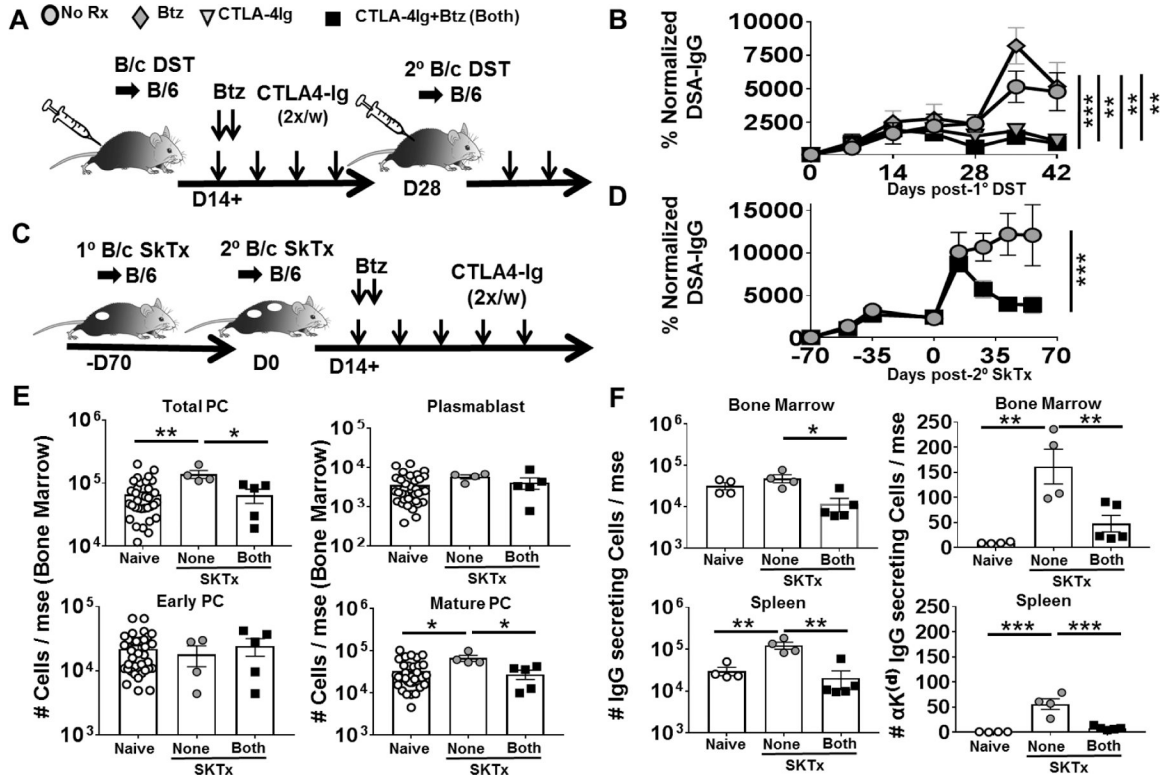 A
No Rx Btz CTLA-4Ig CTLA-4Ig+Btz (Both)
B/c DST
B/6
Btz
CTLA4-Ig
(2x/w)
2º B/c DST
B/6
D14+
D28
B
% Normalized
DSA-IgG
10000
7500
5000
2500
0
0 14 28 42
Days post-1° DST
***
**
**
**
C
1º B/c SkTx
B/6
2º B/c SkTx
B/6
Btz
CTLA4-Ig
(2x/w)
-D70
D0
D14+
D
% Normalized
DSA-IgG
15000
10000
5000
0
-70 -35 0 35 70
Days post-2º SkTx
***
E
# Cells / mse (Bone Marrow)
Total PC
10⁶
10⁵
10⁴
** *
Naive None Both
SKTx
# Cells / mse (Bone Marrow)
Plasmablast
10⁶
10⁵
10⁴
10³
10²
Naive None Both
SKTx
Early PC
10⁵
10⁴
10³
Naive None Both
SKTx
Mature PC
10⁶
10⁵
10⁴
10³
* *
Naive None Both
SKTx
F
# IgG secreting Cells / mse
Bone Marrow
10⁶
10⁵
10⁴
10³
*
Naive None Both
SKTx
# αK⁽ᵈ⁾ IgG secreting Cells / mse
Bone Marrow
250
200
150
100
50
0
** **
Naive None Both
SKTx
Spleen
10⁶
10⁵
10⁴
10³
** **
Naive None Both
SKTx
Spleen
250
200
150
100
50
0
*** ***
Naive None Both
SKTx